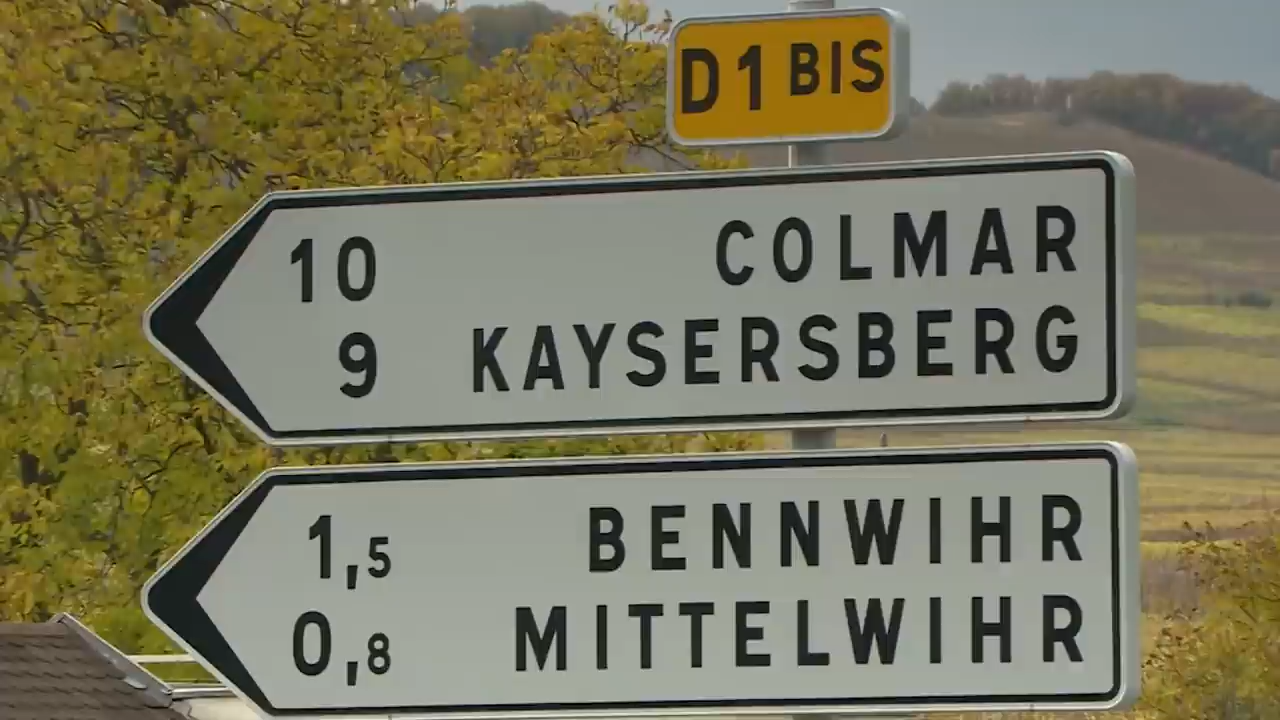 D1 BIS
10 COLMAR
9 KAYSERSBERG
1,5 BENNWIHR
0,8 MITTELWIHR